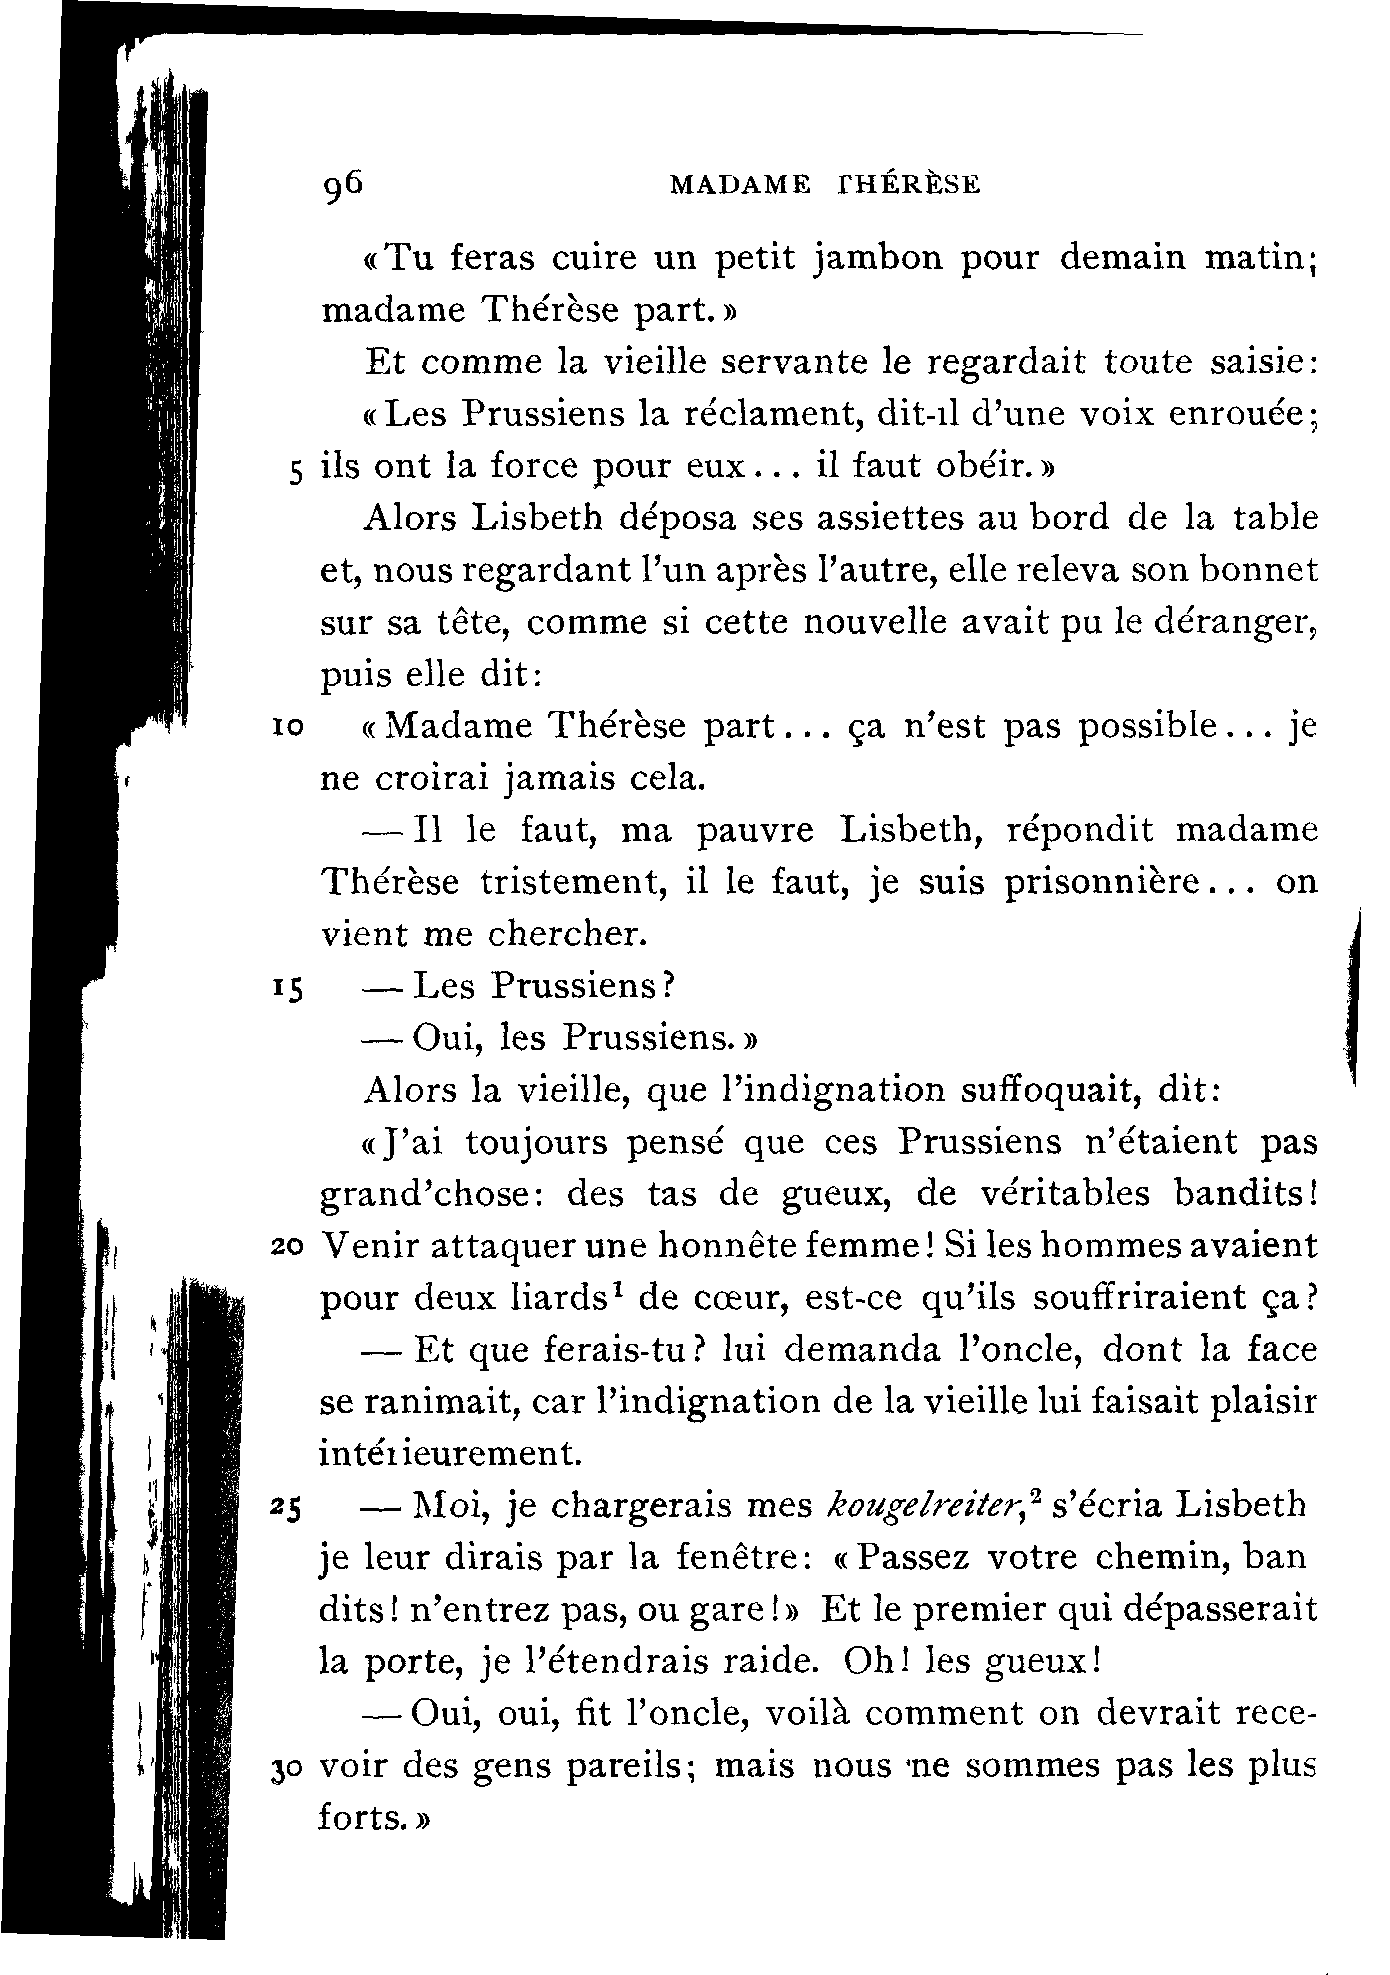 96 MADAME THÉRÈSE
«Tu feras cuire un petit jambon pour demain matin;
madame Thérèse part.»
Et comme la vieille servante le regardait toute saisie:
«Les Prussiens la réclament, dit-il d'une voix enrouée;
5 ils ont la force pour eux... il faut obéir.»
Alors Lisbeth déposa ses assiettes au bord de la table
et, nous regardant l'un après l'autre, elle releva son bonnet
sur sa tête, comme si cette nouvelle avait pu le déranger,
puis elle dit:
10 «Madame Thérèse part... ça n'est pas possible... je
ne croirai jamais cela.
— Il le faut, ma pauvre Lisbeth, répondit madame
Thérèse tristement, il le faut, je suis prisonnière... on
vient me chercher.
15 — Les Prussiens?
— Oui, les Prussiens.»
Alors la vieille, que l'indignation suffoquait, dit:
«J'ai toujours pensé que ces Prussiens n'étaient pas
grand'chose: des tas de gueux, de véritables bandits!
20 Venir attaquer une honnête femme! Si les hommes avaient
pour deux liards¹ de cœur, est-ce qu'ils souffriraient ça?
— Et que ferais-tu? lui demanda l'oncle, dont la face
se ranimait, car l'indignation de la vieille lui faisait plaisir
intérieurement.
25 — Moi, je chargerais mes kougelreiter,² s'écria Lisbeth
je leur dirais par la fenêtre: «Passez votre chemin, ban
dits! n'entrez pas, ou gare!» Et le premier qui dépasserait
la porte, je l'étendrais raide. Oh! les gueux!
— Oui, oui, fit l'oncle, voilà comment on devrait rece-
30 voir des gens pareils; mais nous ne sommes pas les plus
forts.»